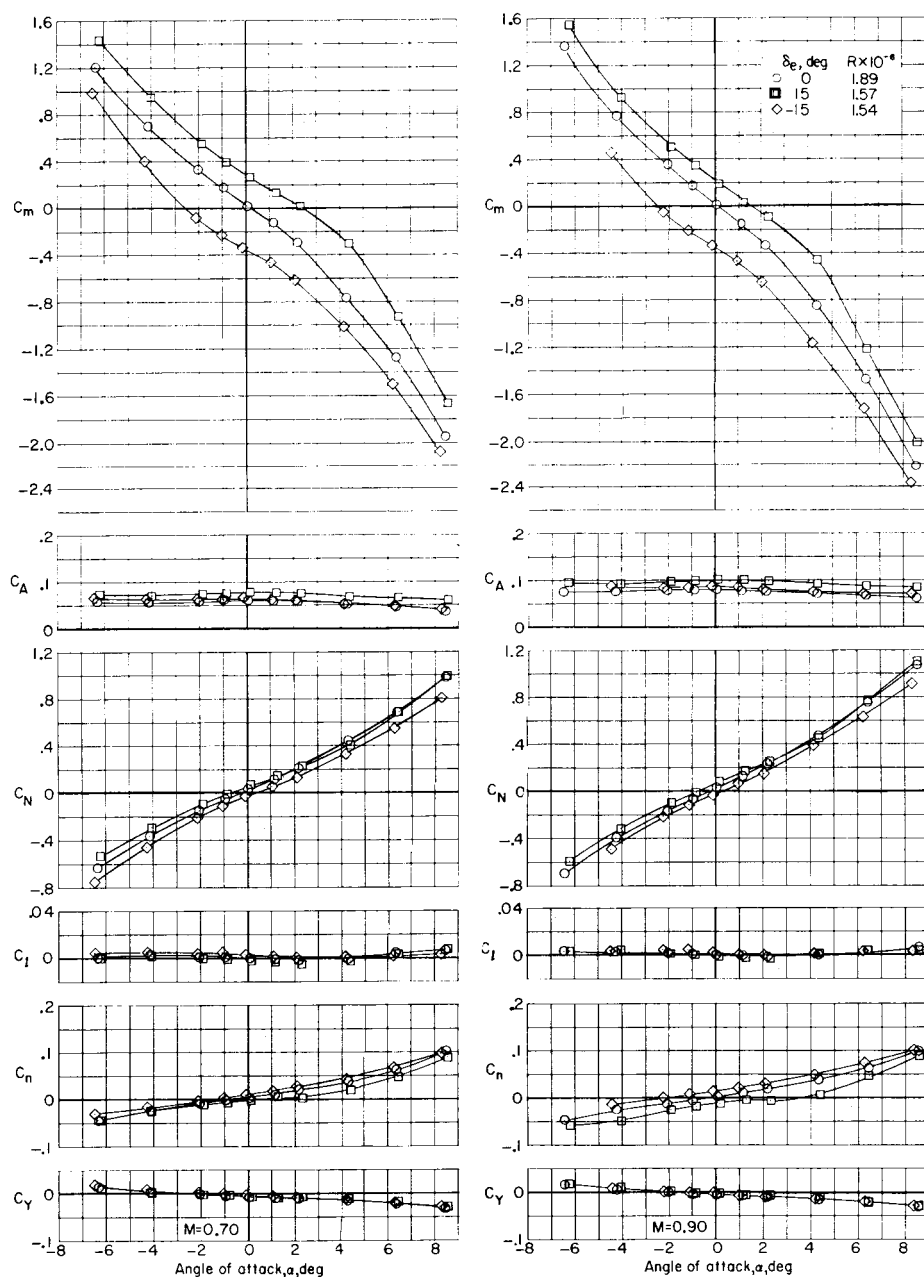 1.6
1.2
.8
.4
0
C_m
-.4
-.8
-1.2
-1.6
-2.0
-2.4
.2
C_A .1
0
1.2
.8
.4
C_N 0
-.4
-.8
.04
C_l 0
.2
.1
C_n 0
-.1
.1
C_Y 0
-.1
M=0.70
-8 -6 -4 -2 0 2 4 6 8
Angle of attack, α, deg
1.6
1.2
.8
.4
0
C_m
-.4
-.8
-1.2
-1.6
-2.0
-2.4
δ_e, deg R×10⁻⁶
0 1.89
15 1.57
-15 1.54
.2
C_A .1
0
1.2
.8
.4
C_N 0
-.4
-.8
.04
C_l 0
.2
.1
C_n 0
-.1
.1
C_Y 0
-.1
M=0.90
-8 -6 -4 -2 0 2 4 6 8
Angle of attack, α, deg